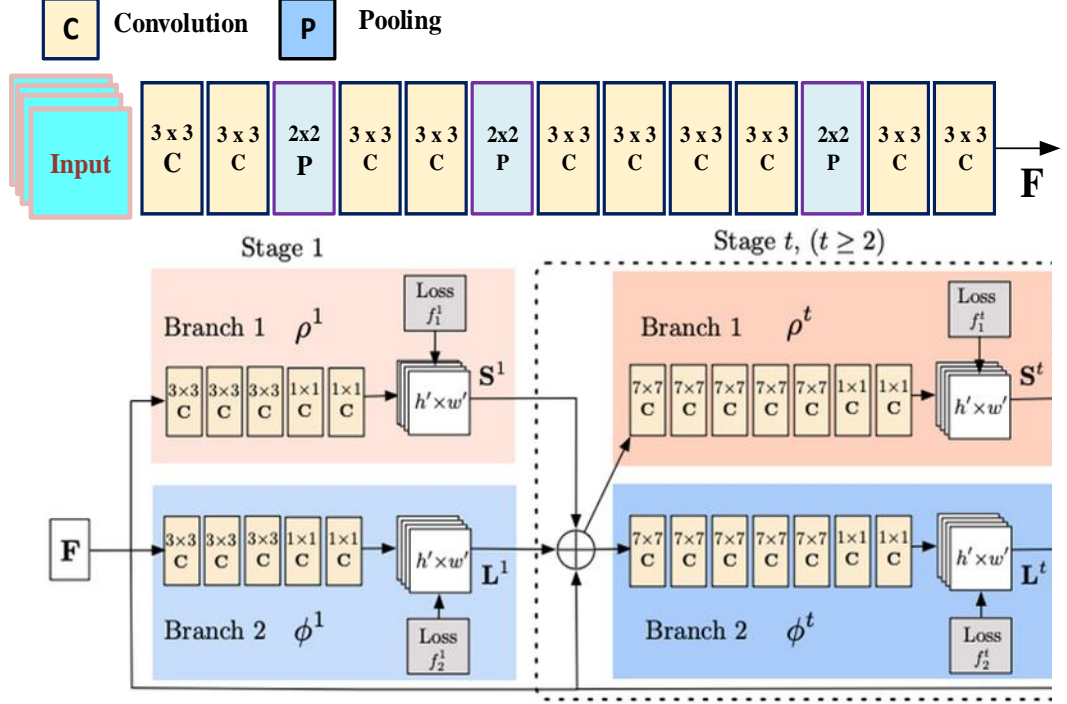 C Convolution P Pooling
Input
3 x 3 C
3 x 3 C
2x2 P
3 x 3 C
3 x 3 C
2x2 P
3 x 3 C
3 x 3 C
3 x 3 C
3 x 3 C
2x2 P
3 x 3 C
3 x 3 C
F
Stage 1
Stage t, (t ≥ 2)
Branch 1 ρ¹
Loss f₁¹
3×3 C
3×3 C
3×3 C
1×1 C
1×1 C
h′×w′
S¹
Branch 1 ρᵗ
Loss f₁ᵗ
7×7 C
7×7 C
7×7 C
7×7 C
7×7 C
1×1 C
1×1 C
h′×w′
Sᵗ
F
3×3 C
3×3 C
3×3 C
1×1 C
1×1 C
h′×w′
L¹
Branch 2 ϕ¹
Loss f₂¹
7×7 C
7×7 C
7×7 C
7×7 C
7×7 C
1×1 C
1×1 C
h′×w′
Lᵗ
Branch 2 ϕᵗ
Loss f₂ᵗ